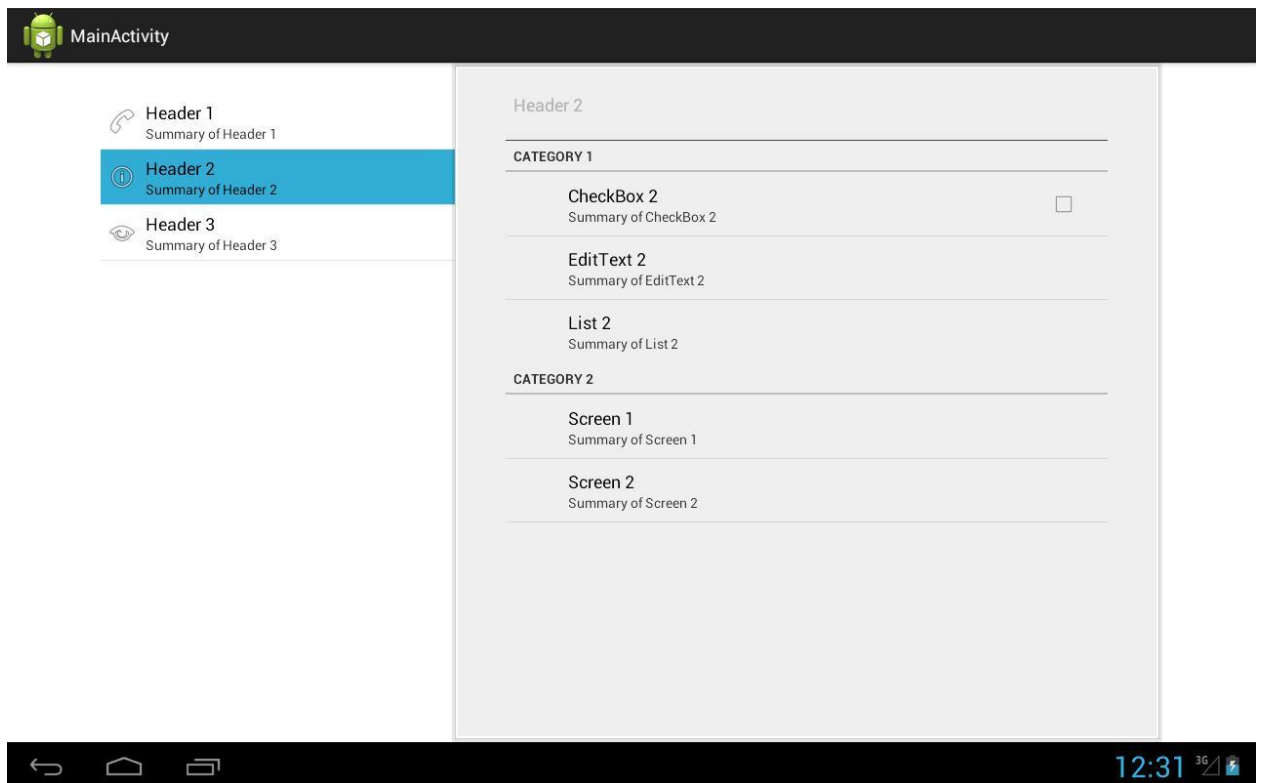 MainActivity
Header 1
Summary of Header 1
Header 2
Summary of Header 2
Header 3
Summary of Header 3
Header 2
CATEGORY 1
CheckBox 2
Summary of CheckBox 2
EditText 2
Summary of EditText 2
List 2
Summary of List 2
CATEGORY 2
Screen 1
Summary of Screen 1
Screen 2
Summary of Screen 2
12:31 3G